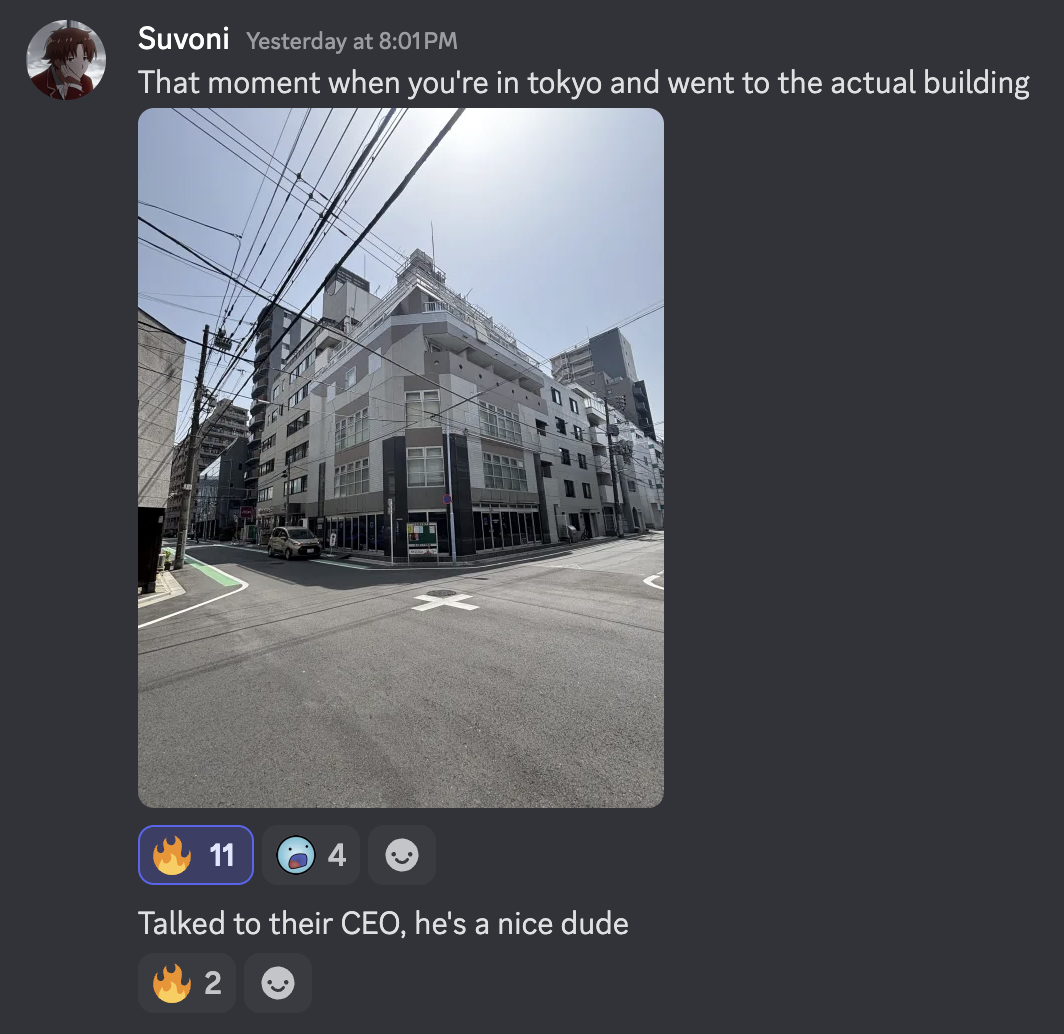 Suvoni Yesterday at 8:01 PM
That moment when you're in tokyo and went to the actual building
11 4
Talked to their CEO, he's a nice dude
2